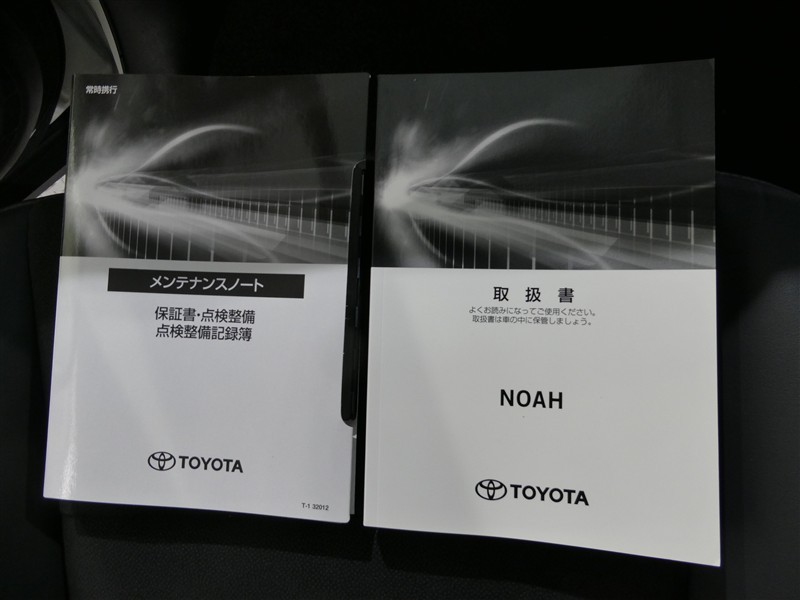 常時携行
メンテナンスノート
保証書・点検整備
点検整備記録簿
TOYOTA
T-1 32012
取扱書
よくお読みになってご使用ください。
取扱書は車の中に保管しましょう。
NOAH
TOYOTA